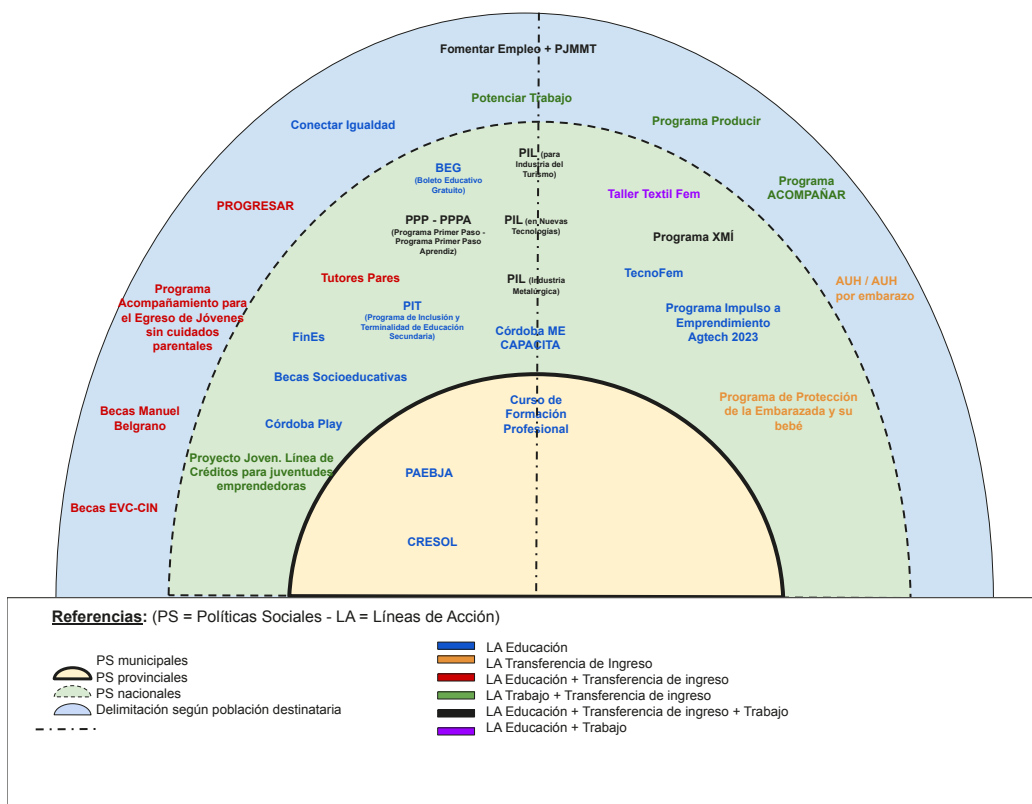 Fomentar Empleo + PJMMT
Potenciar Trabajo
Conectar Igualdad
Programa Producir
BEG
(Boleto Educativo
Gratuito)
PIL (para
Industria del
Turismo)
Taller Textil Fem
Programa
ACOMPAÑAR
PROGRESAR
PPP - PPPA
(Programa Primer Paso -
Programa Primer Paso
Aprendiz)
PIL (en Nuevas
Tecnologías)
Programa XMÍ
Tutores Pares
PIL (Industria
Metalúrgica)
TecnoFem
AUH / AUH
por embarazo
Programa
Acompañamiento para
el Egreso de Jóvenes
sin cuidados
parentales
PIT
(Programa de Inclusión y
Terminalidad de Educación
Secundaria)
FinEs
Córdoba ME
CAPACITA
Programa Impulso a
Emprendimiento
Agtech 2023
Becas Socioeducativas
Becas Manuel
Belgrano
Córdoba Play
Curso de
Formación
Profesional
Programa de Protección
de la Embarazada y su
bebé
Proyecto Joven. Línea de
Créditos para juventudes
emprendedoras
PAEBJA
Becas EVC-CIN
CRESOL
Referencias: (PS = Políticas Sociales - LA = Líneas de Acción)
PS municipales
PS provinciales
PS nacionales
Delimitación según población destinataria
LA Educación
LA Transferencia de Ingreso
LA Educación + Transferencia de ingreso
LA Trabajo + Transferencia de ingreso
LA Educación + Transferencia de ingreso + Trabajo
LA Educación + Trabajo